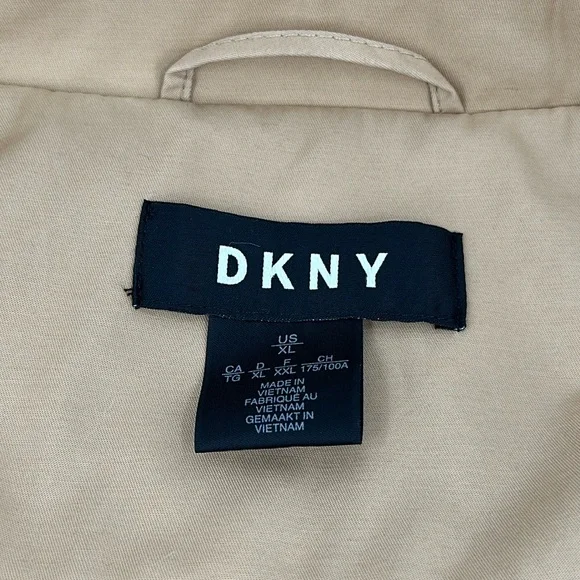 DKNY
US
XL
CA D F CH
TG XL XXL 175/100A
MADE IN
VIETNAM
FABRIQUÉ AU
VIETNAM
GEMAAKT IN
VIETNAM